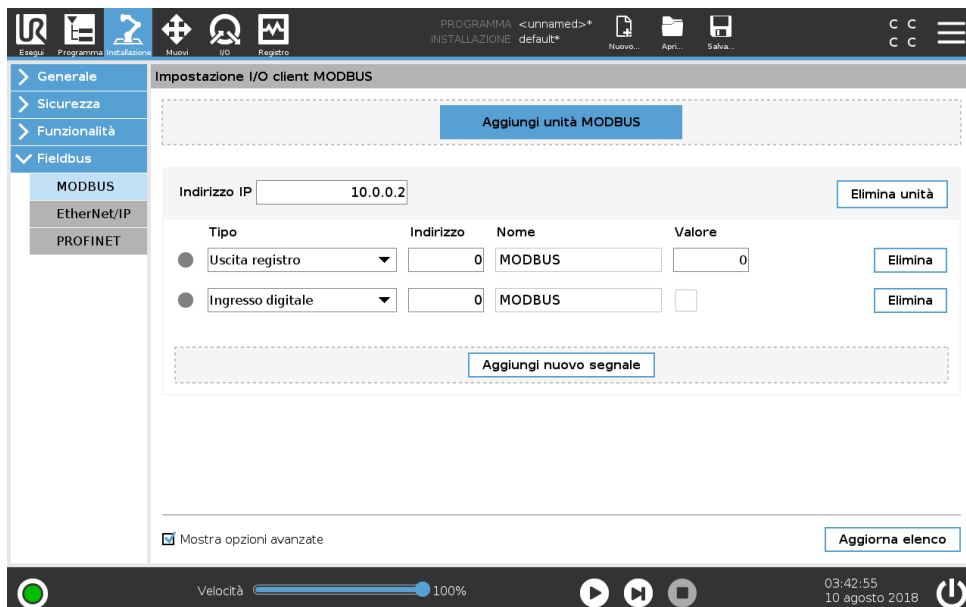 UR
PROGRAMMA <unnamed>*
INSTALLAZIONE default*
Esegui Programma Installazione Muovi I/O Registro Nuovo... Apri... Salva...
C C
C C
Generale
Sicurezza
Funzionalità
Fieldbus
MODBUS
EtherNet/IP
PROFINET
Impostazione I/O client MODBUS
Aggiungi unità MODBUS
Indirizzo IP 10.0.0.2 Elimina unità
Tipo Indirizzo Nome Valore
Uscita registro 0 MODBUS 0 Elimina
Ingresso digitale 0 MODBUS Elimina
Aggiungi nuovo segnale
Mostra opzioni avanzate Aggiorna elenco
Velocità 100% 03:42:55
10 agosto 2018